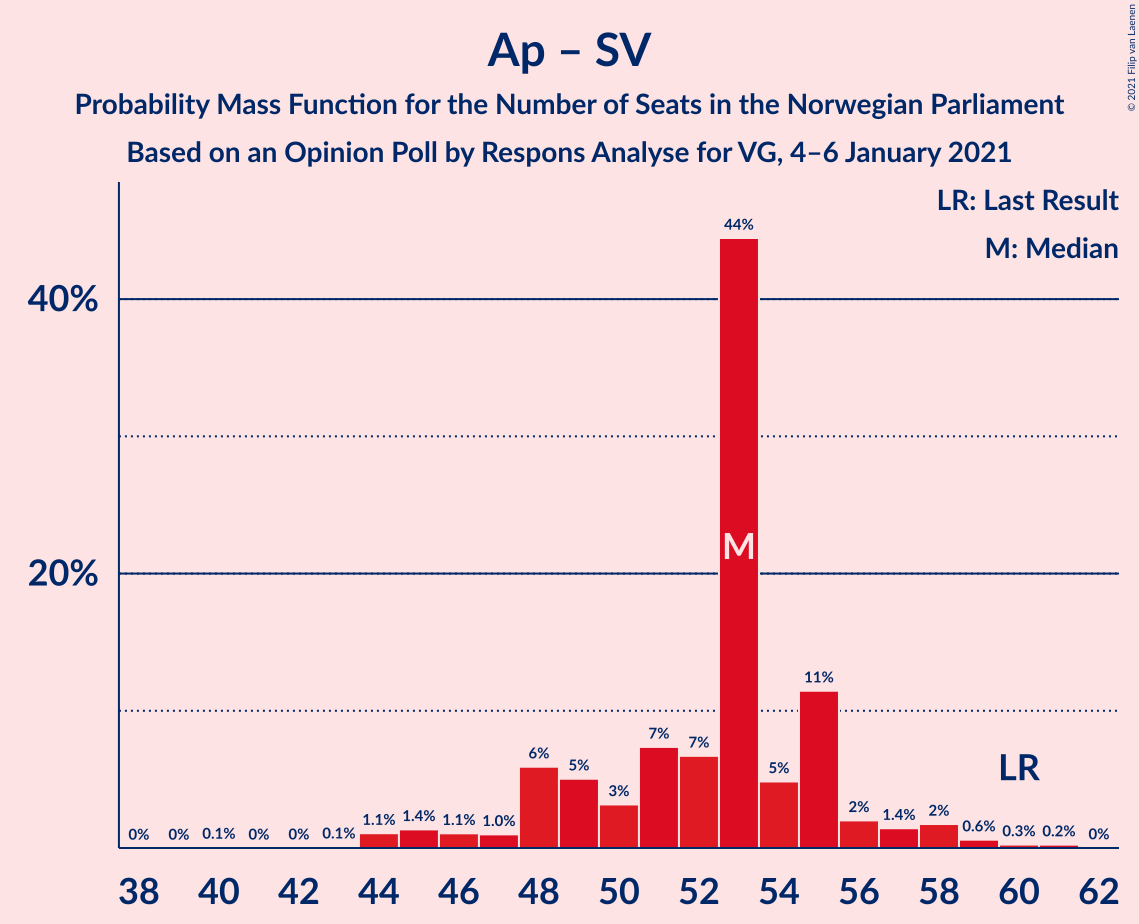 Ap – SV
Probability Mass Function for the Number of Seats in the Norwegian Parliament
Based on an Opinion Poll by Respons Analyse for VG, 4–6 January 2021
© 2021 Filip van Laenen
LR: Last Result
M: Median
40%
20%
0% 0% 0.1% 0% 0% 0.1% 1.1% 1.4% 1.1% 1.0% 6% 5% 3% 7% 7% 44% 5% 11% 2% 1.4% 2% 0.6% 0.3% 0.2% 0%
M
LR
38 40 42 44 46 48 50 52 54 56 58 60 62